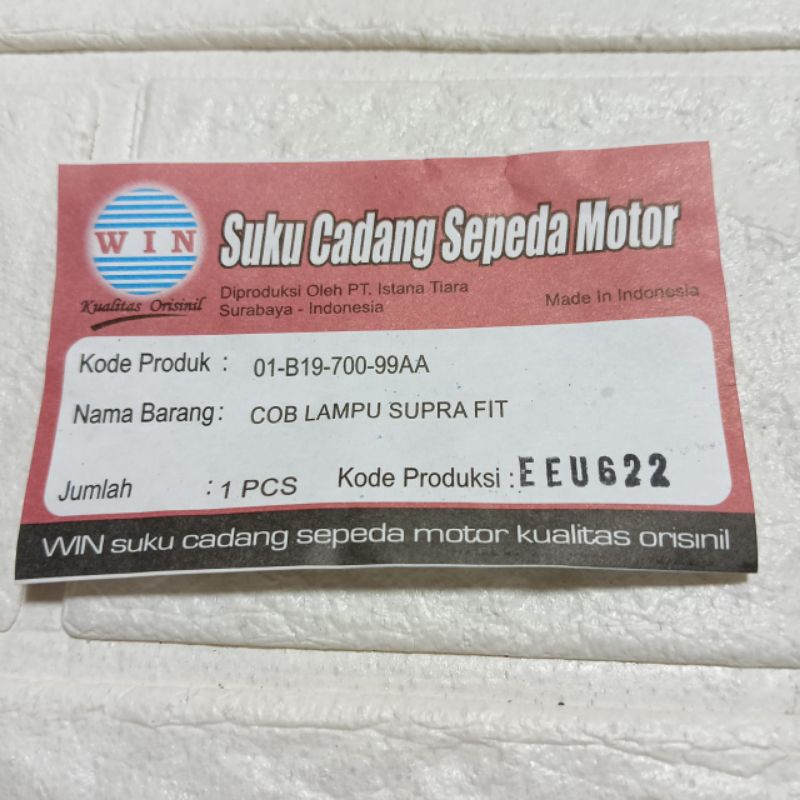 WIN
Kualitas Orisinil
Suku Cadang Sepeda Motor
Diproduksi Oleh PT. Istana Tiara
Surabaya - Indonesia
Made In Indonesia
Kode Produk : 01-B19-700-99AA
Nama Barang : COB LAMPU SUPRA FIT
Jumlah : 1 PCS Kode Produksi : EEU622
WIN suku cadang sepeda motor kualitas orisinil